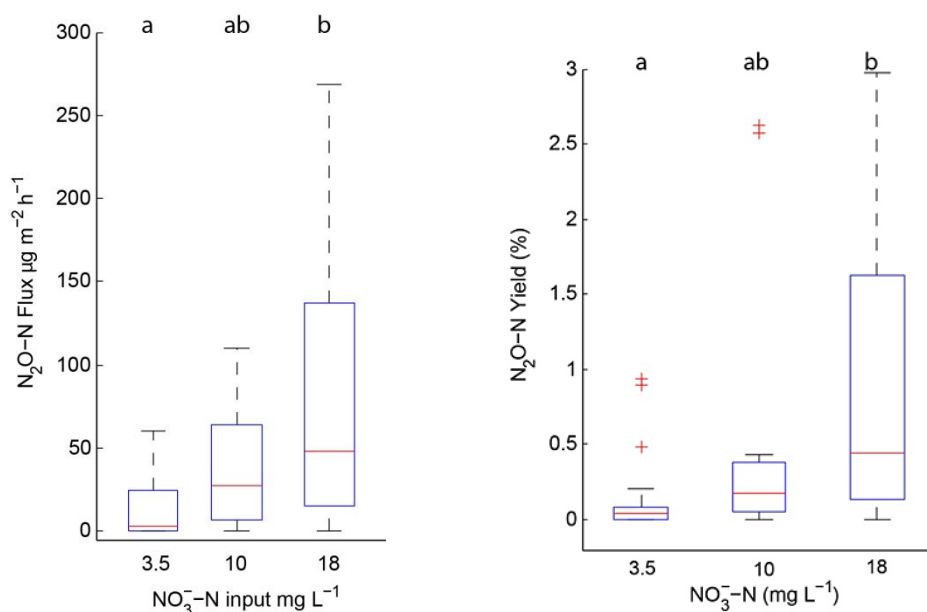 a ab b
300
250
200
150
100
50
0
N₂O−N Flux µg m⁻² h⁻¹
3.5 10 18
NO₃⁻−N input mg L⁻¹
a ab b
3
2.5
2
1.5
1
0.5
0
N₂O−N Yield (%)
3.5 10 18
NO₃⁻−N (mg L⁻¹)